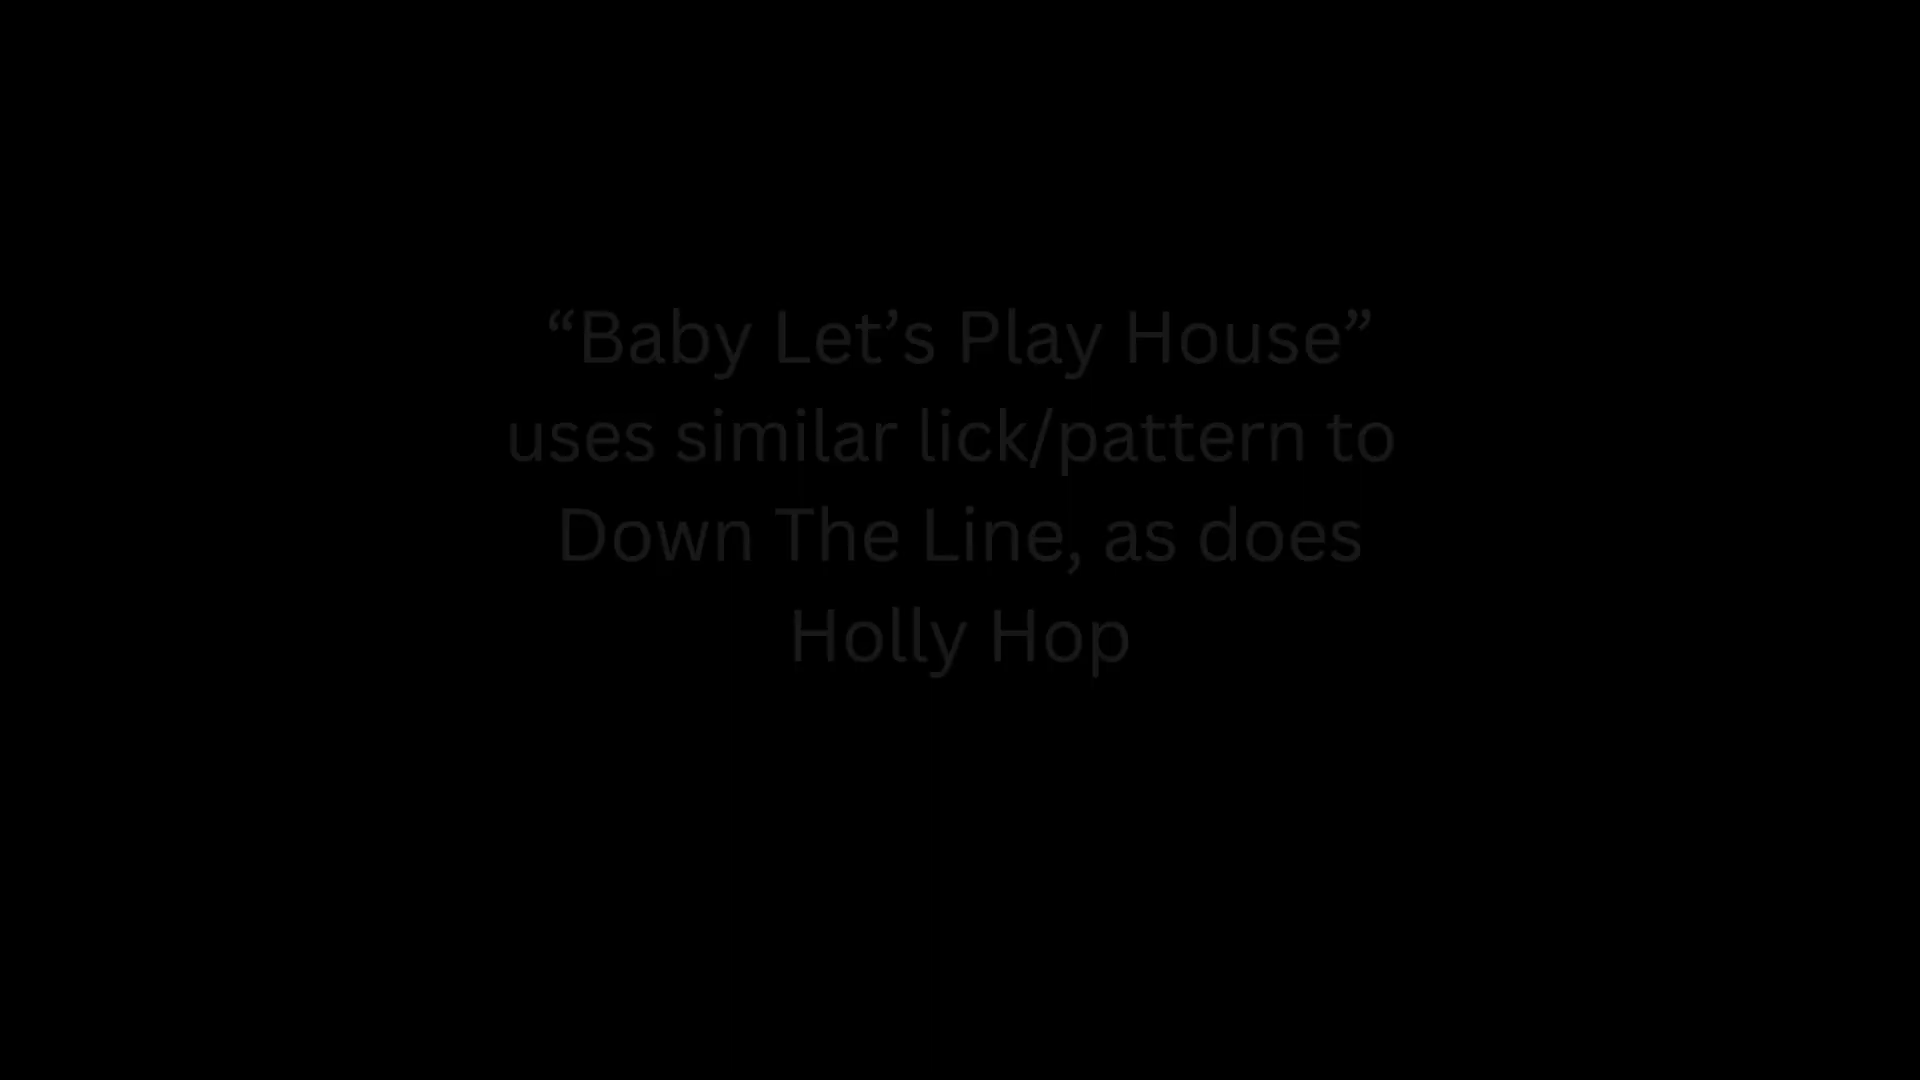 “Baby Let’s Play House”
uses similar lick/pattern to
Down The Line, as does
Holly Hop